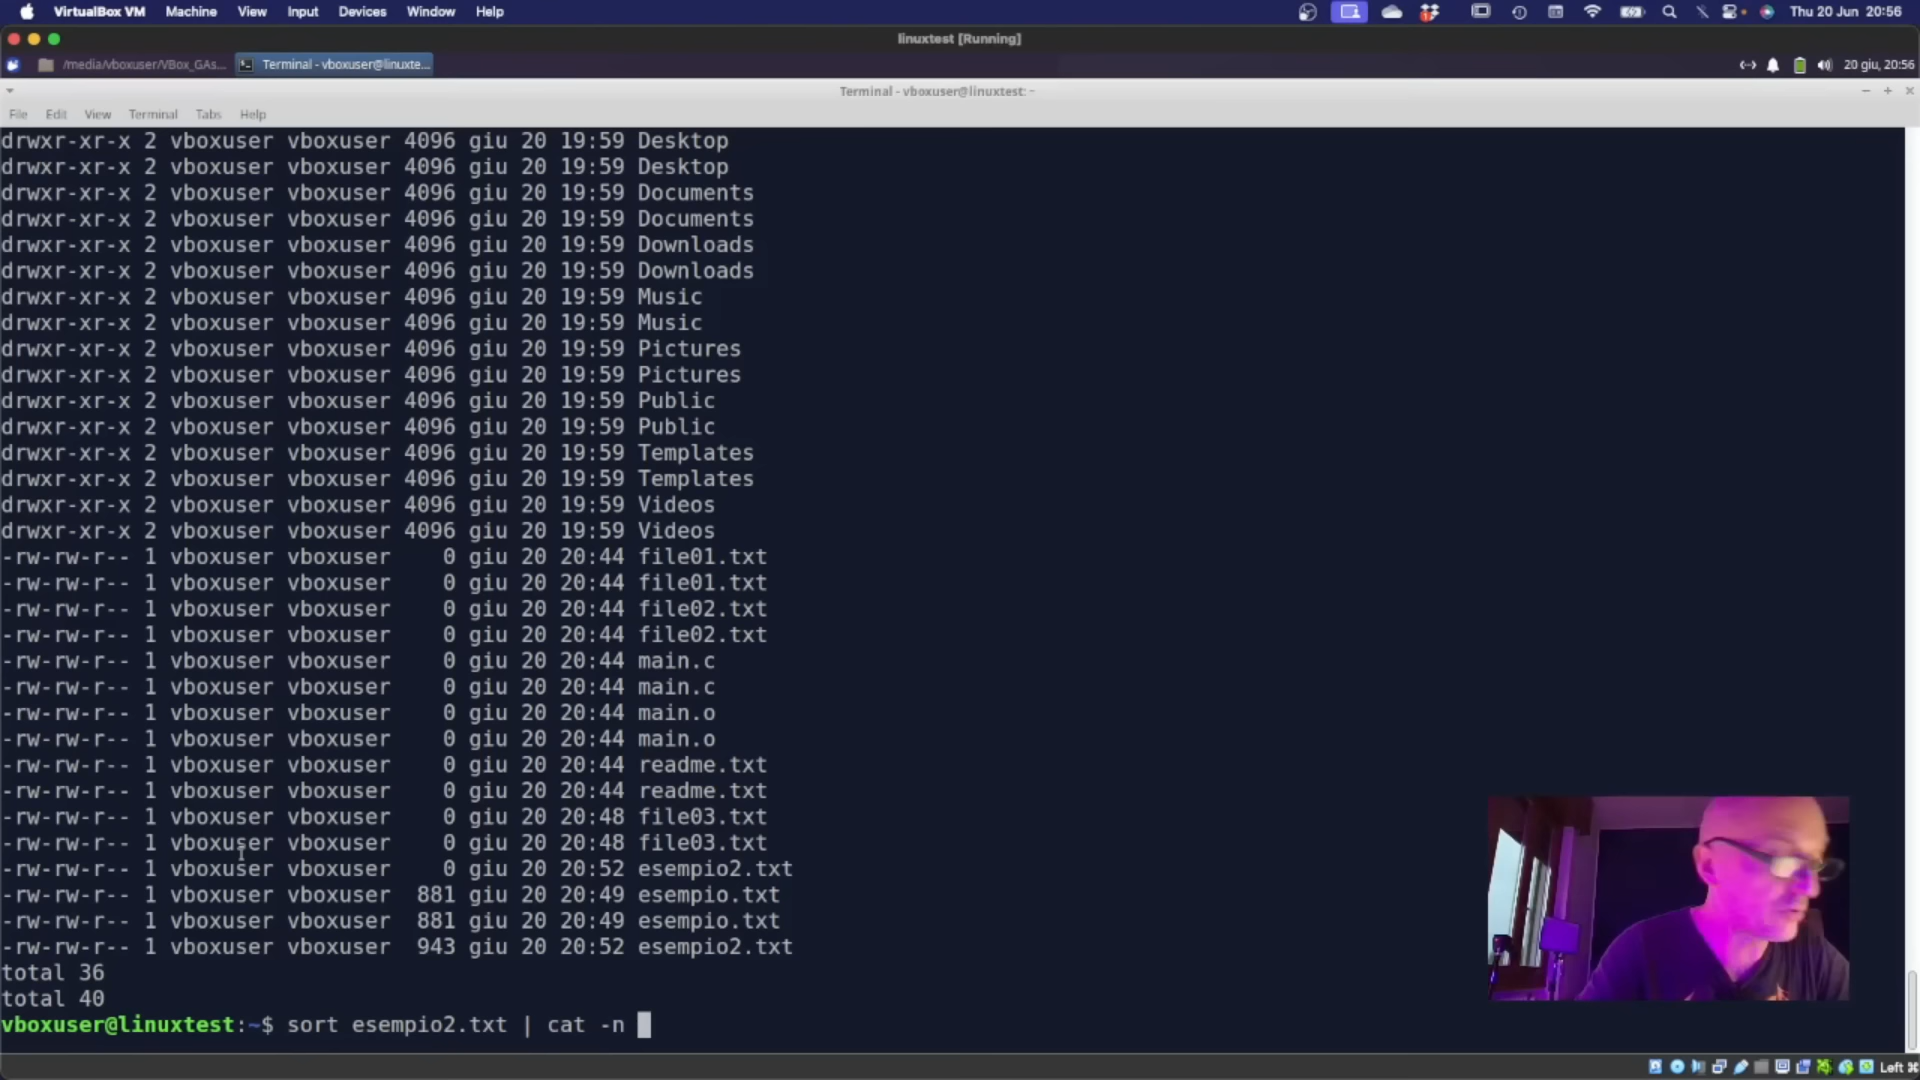 VirtualBox VM Machine View Input Devices Window Help Thu 20 Jun 20:56
linuxtest [Running]
/media/vboxuser/VBox_GAs... Terminal - vboxuser@linuxte... 20 giu, 20:56
Terminal - vboxuser@linuxtest: ~
File Edit View Terminal Tabs Help
drwxr-xr-x 2 vboxuser vboxuser 4096 giu 20 19:59 Desktop
drwxr-xr-x 2 vboxuser vboxuser 4096 giu 20 19:59 Desktop
drwxr-xr-x 2 vboxuser vboxuser 4096 giu 20 19:59 Documents
drwxr-xr-x 2 vboxuser vboxuser 4096 giu 20 19:59 Documents
drwxr-xr-x 2 vboxuser vboxuser 4096 giu 20 19:59 Downloads
drwxr-xr-x 2 vboxuser vboxuser 4096 giu 20 19:59 Downloads
drwxr-xr-x 2 vboxuser vboxuser 4096 giu 20 19:59 Music
drwxr-xr-x 2 vboxuser vboxuser 4096 giu 20 19:59 Music
drwxr-xr-x 2 vboxuser vboxuser 4096 giu 20 19:59 Pictures
drwxr-xr-x 2 vboxuser vboxuser 4096 giu 20 19:59 Pictures
drwxr-xr-x 2 vboxuser vboxuser 4096 giu 20 19:59 Public
drwxr-xr-x 2 vboxuser vboxuser 4096 giu 20 19:59 Public
drwxr-xr-x 2 vboxuser vboxuser 4096 giu 20 19:59 Templates
drwxr-xr-x 2 vboxuser vboxuser 4096 giu 20 19:59 Templates
drwxr-xr-x 2 vboxuser vboxuser 4096 giu 20 19:59 Videos
drwxr-xr-x 2 vboxuser vboxuser 4096 giu 20 19:59 Videos
-rw-rw-r-- 1 vboxuser vboxuser    0 giu 20 20:44 file01.txt
-rw-rw-r-- 1 vboxuser vboxuser    0 giu 20 20:44 file01.txt
-rw-rw-r-- 1 vboxuser vboxuser    0 giu 20 20:44 file02.txt
-rw-rw-r-- 1 vboxuser vboxuser    0 giu 20 20:44 file02.txt
-rw-rw-r-- 1 vboxuser vboxuser    0 giu 20 20:44 main.c
-rw-rw-r-- 1 vboxuser vboxuser    0 giu 20 20:44 main.c
-rw-rw-r-- 1 vboxuser vboxuser    0 giu 20 20:44 main.o
-rw-rw-r-- 1 vboxuser vboxuser    0 giu 20 20:44 main.o
-rw-rw-r-- 1 vboxuser vboxuser    0 giu 20 20:44 readme.txt
-rw-rw-r-- 1 vboxuser vboxuser    0 giu 20 20:44 readme.txt
-rw-rw-r-- 1 vboxuser vboxuser    0 giu 20 20:48 file03.txt
-rw-rw-r-- 1 vboxuser vboxuser    0 giu 20 20:48 file03.txt
-rw-rw-r-- 1 vboxuser vboxuser    0 giu 20 20:52 esempio2.txt
-rw-rw-r-- 1 vboxuser vboxuser  881 giu 20 20:49 esempio.txt
-rw-rw-r-- 1 vboxuser vboxuser  881 giu 20 20:49 esempio.txt
-rw-rw-r-- 1 vboxuser vboxuser  943 giu 20 20:52 esempio2.txt
total 36
total 40
vboxuser@linuxtest:~$ sort esempio2.txt | cat -n
Left ⌘